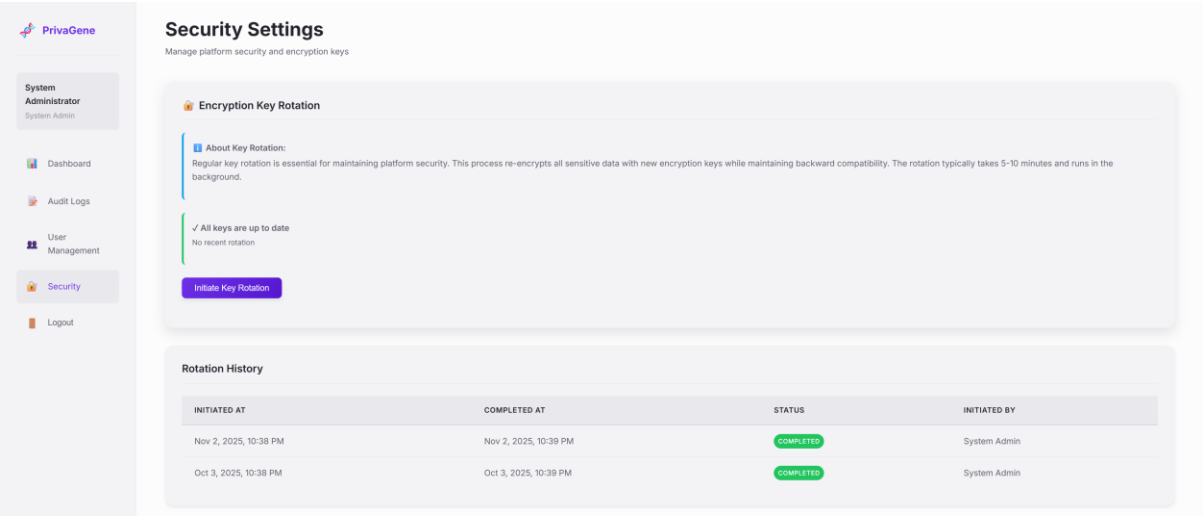 PrivaGene
System
Administrator
System Admin
Dashboard
Audit Logs
User
Management
Security
Logout
Security Settings
Manage platform security and encryption keys
Encryption Key Rotation
About Key Rotation:
Regular key rotation is essential for maintaining platform security. This process re-encrypts all sensitive data with new encryption keys while maintaining backward compatibility. The rotation typically takes 5-10 minutes and runs in the
background.
✓ All keys are up to date
No recent rotation
Initiate Key Rotation
Rotation History
INITIATED AT COMPLETED AT STATUS INITIATED BY
Nov 2, 2025, 10:38 PM Nov 2, 2025, 10:39 PM COMPLETED System Admin
Oct 3, 2025, 10:38 PM Oct 3, 2025, 10:39 PM COMPLETED System Admin